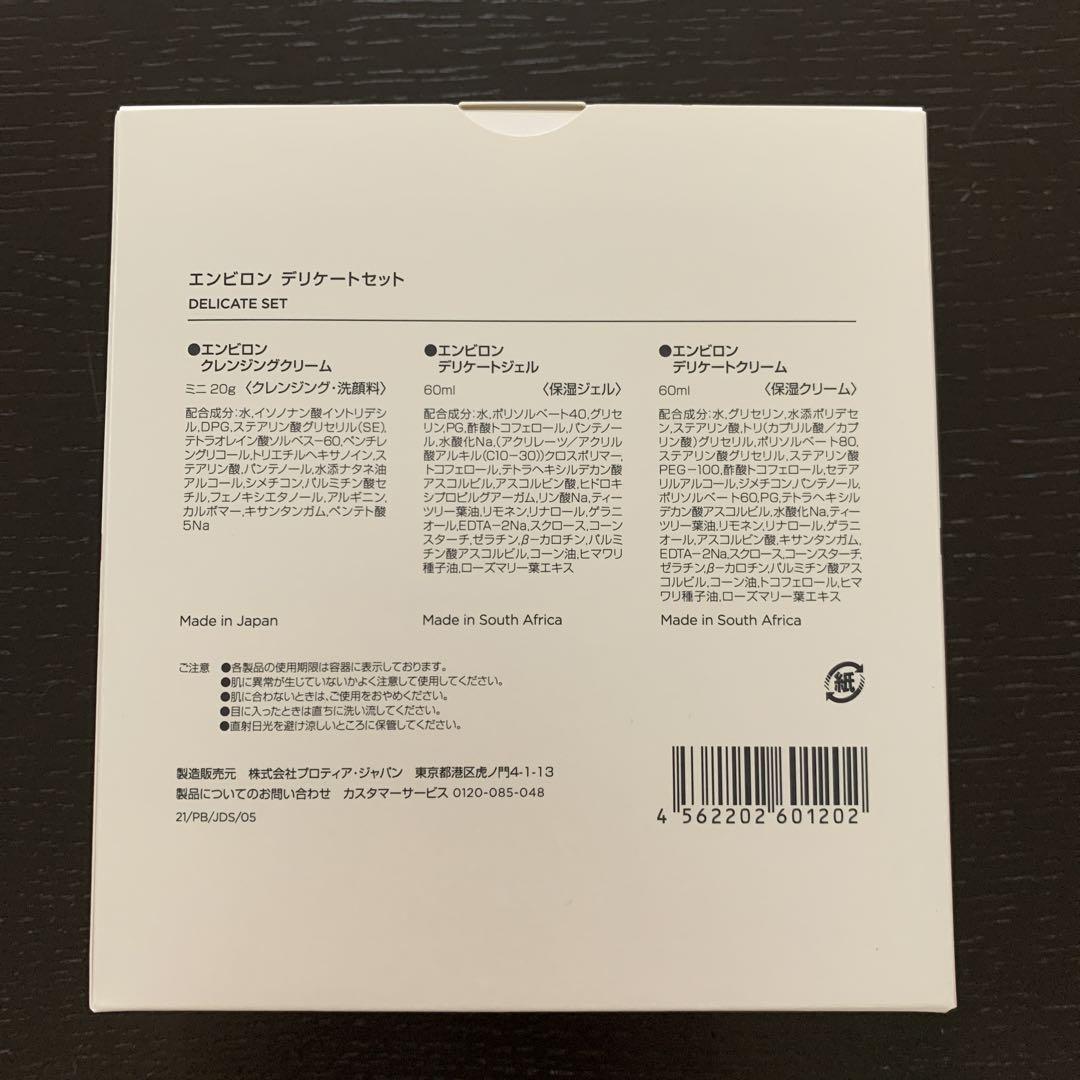 エンビロン デリケートセット
DELICATE SET
●エンビロン
クレンジングクリーム
ミニ 20g 〈クレンジング・洗顔料〉
配合成分:水,イソノナン酸イソトリデシ
ル,DPG,ステアリン酸グリセリル(SE),
テトラオレイン酸ソルベス-60,ペンチレ
ングリコール,トリエチルヘキサノイン,ス
テアリン酸,パンテノール,水添ナタネ油
アルコール,シメチコン,パルミチン酸セ
チル,フェノキシエタノール,アルギニン,
カルボマー,キサンタンガム,ペンテト酸
5Na
Made in Japan
●エンビロン
デリケートジェル
60ml 〈保湿ジェル〉
配合成分:水,ポリソルベート40,グリセ
リン,PG,酢酸トコフェロール,パンテノー
ル,水酸化Na,(アクリレーツ/アクリル
酸アルキル(C10-30))クロスポリマー,
トコフェロール,テトラヘキシルデカン酸
アスコルビル,アスコルビン酸,ヒドロキ
シプロピルグアーガム,リン酸Na,ティー
ツリー葉油,リモネン,リナロール,ゲラニ
オール,EDTA-2Na,スクロース,コーン
スターチ,ゼラチン,β-カロチン,パルミ
チン酸アスコルビル,コーン油,ヒマワリ
種子油,ローズマリー葉エキス
Made in South Africa
●エンビロン
デリケートクリーム
60ml 〈保湿クリーム〉
配合成分:水,グリセリン,水添ポリデセ
ン,ステアリン酸,トリ(カプリル酸/カプ
リン酸)グリセリル,ポリソルベート80,
ステアリン酸グリセリル,ステアリン酸
PEG-100,酢酸トコフェロール,セテア
リルアルコール,ジメチコン,パンテノール,
ポリソルベート60,PG,テトラヘキシル
デカン酸アスコルビル,水酸化Na,ティー
ツリー葉油,リモネン,リナロール,ゲラニ
オール,アスコルビン酸,キサンタンガム,
EDTA-2Na,スクロース,コーンスターチ,
ゼラチン,β-カロチン,パルミチン酸アス
コルビル,コーン油,トコフェロール,ヒマ
ワリ種子油,ローズマリー葉エキス
Made in South Africa
ご注意 ●各製品の使用期限は容器に表示しております。
●肌に異常が生じていないかよく注意して使用してください。
●肌に合わないときは、ご使用をおやめください。
●目に入ったときは直ちに洗い流してください。
●直射日光を避け涼しいところに保管してください。
紙
製造販売元 株式会社プロティア・ジャパン 東京都港区虎ノ門4-1-13
製品についてのお問い合わせ カスタマーサービス 0120-085-048
21/PB/JDS/05
4 562202 601202